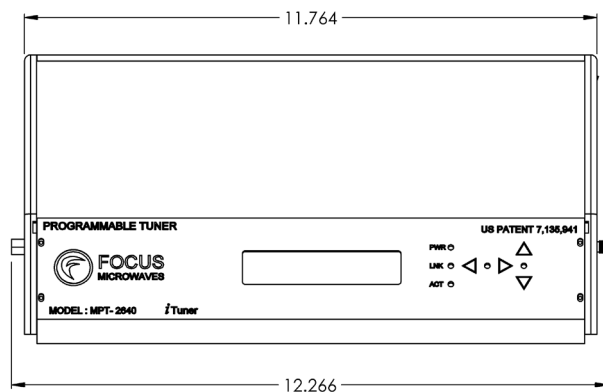 11.764
PROGRAMMABLE TUNER
US PATENT 7,135,941
PWR
FOCUS
MICROWAVES
LNK
ACT
MODEL : MPT- 2640
iTuner
12.266